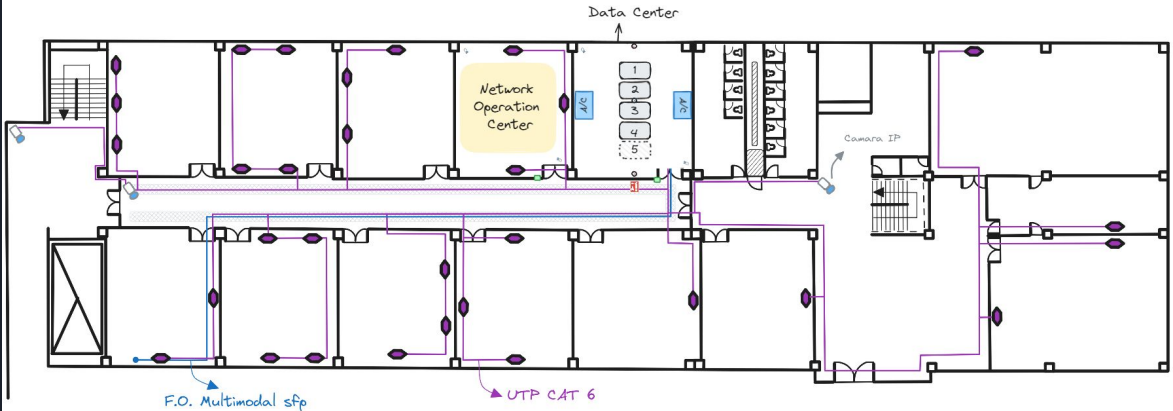 Data Center
Network
Operation
Center
A/C
1
2
3
4
5
A/C
Camara IP
F.O. Multimodal sfp
UTP CAT 6